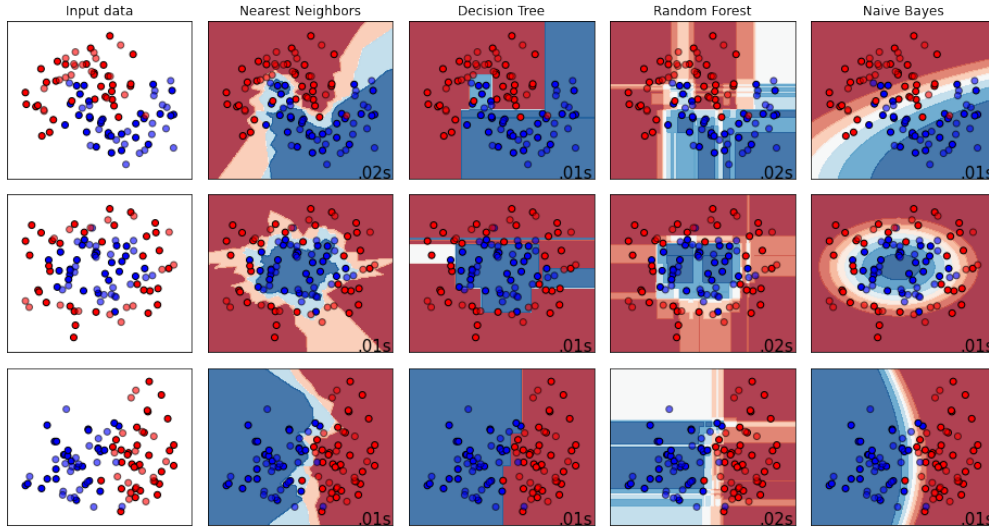 Input data
Nearest Neighbors
Decision Tree
Random Forest
Naive Bayes
.02s
.01s
.02s
.01s
.01s
.01s
.02s
.01s
.01s
.01s
.02s
.01s